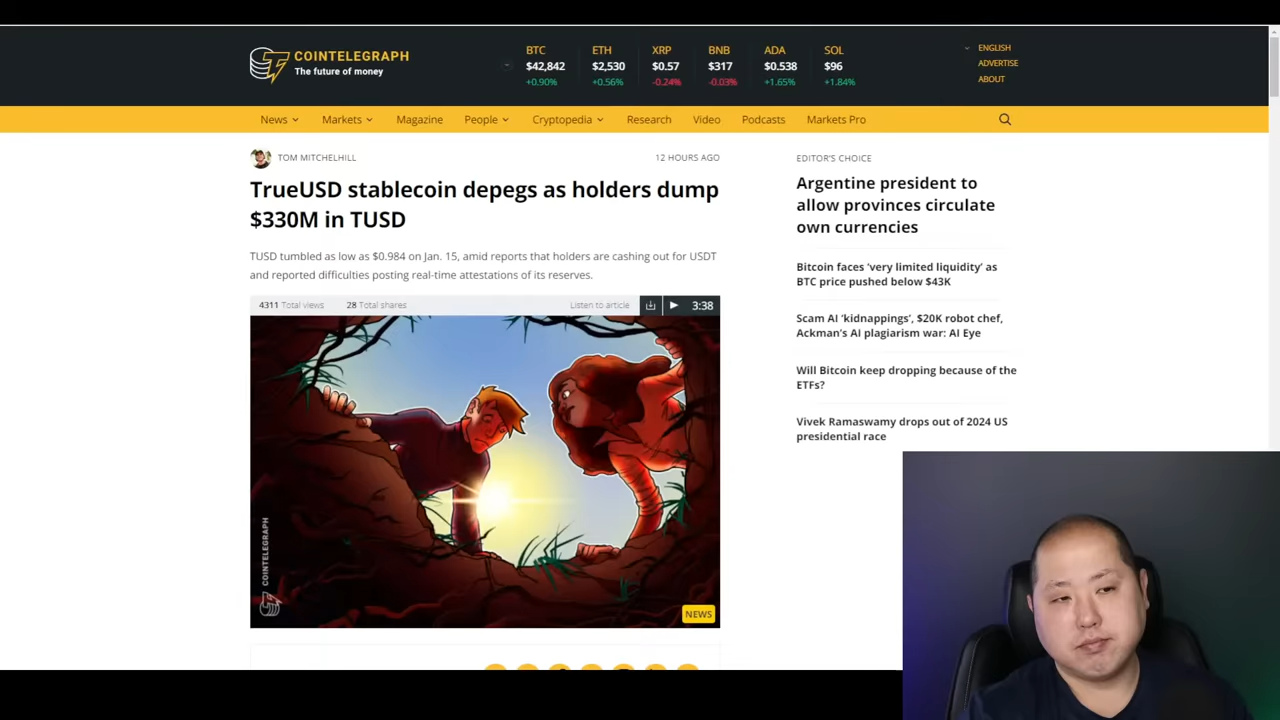 COINTELEGRAPH
The future of money
BTC
$42,842
+0.90%
ETH
$2,530
+0.56%
XRP
$0.57
-0.24%
BNB
$317
-0.03%
ADA
$0.538
+1.65%
SOL
$96
+1.84%
ENGLISH
ADVERTISE
ABOUT
News Markets Magazine People Cryptopedia Research Video Podcasts Markets Pro
TOM MITCHELHILL 12 HOURS AGO
TrueUSD stablecoin depegs as holders dump
$330M in TUSD
TUSD tumbled as low as $0.984 on Jan. 15, amid reports that holders are cashing out for USDT
and reported difficulties posting real-time attestations of its reserves.
4311 Total views 28 Total shares Listen to article 3:38
COINTELEGRAPH
NEWS
EDITOR'S CHOICE
Argentine president to
allow provinces circulate
own currencies
Bitcoin faces ‘very limited liquidity’ as
BTC price pushed below $43K
Scam AI ‘kidnappings’, $20K robot chef,
Ackman’s Ai plagiarism war: AI Eye
Will Bitcoin keep dropping because of the
ETFs?
Vivek Ramaswamy drops out of 2024 US
presidential race